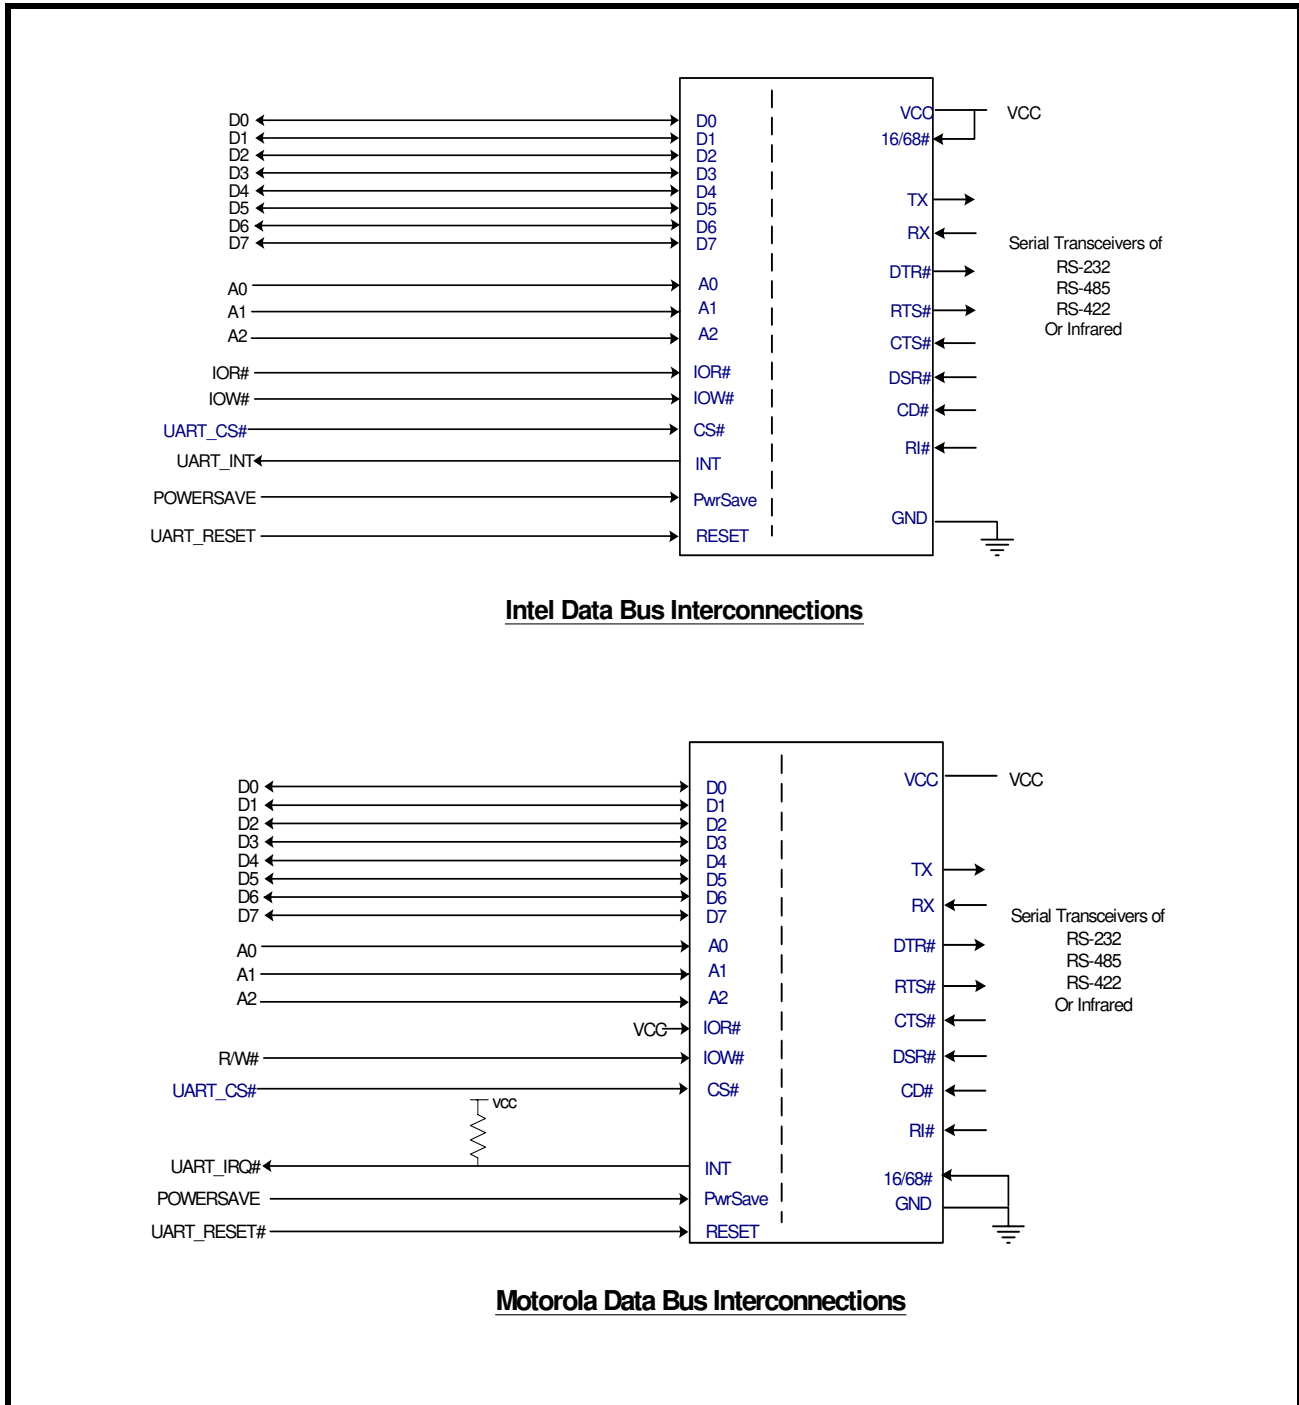 D0 D0 VCC VCC
D1 D1 16/68#
D2 D2
D3 D3
D4 D4 TX
D5 D5
D6 D6 RX
D7 D7
Serial Transceivers of
RS-232
RS-485
RS-422
Or Infrared
DTR#
A0 A0
A1 A1 RTS#
A2 A2 CTS#
IOR# IOR# DSR#
IOW# IOW# CD#
UART_CS# CS# RI#
UART_INT INT
POWERSAVE PwrSave GND
UART_RESET RESET
Intel Data Bus Interconnections
D0 D0 VCC VCC
D1 D1
D2 D2
D3 D3
D4 D4 TX
D5 D5
D6 D6 RX
D7 D7
Serial Transceivers of
RS-232
RS-485
RS-422
Or Infrared
A0 A0 DTR#
A1 A1 RTS#
A2 A2
VCC IOR# CTS#
R/W# IOW# DSR#
UART_CS# CS# CD#
VCC RI#
UART_IRQ# INT 16/68#
POWERSAVE PwrSave GND
UART_RESET# RESET
Motorola Data Bus Interconnections